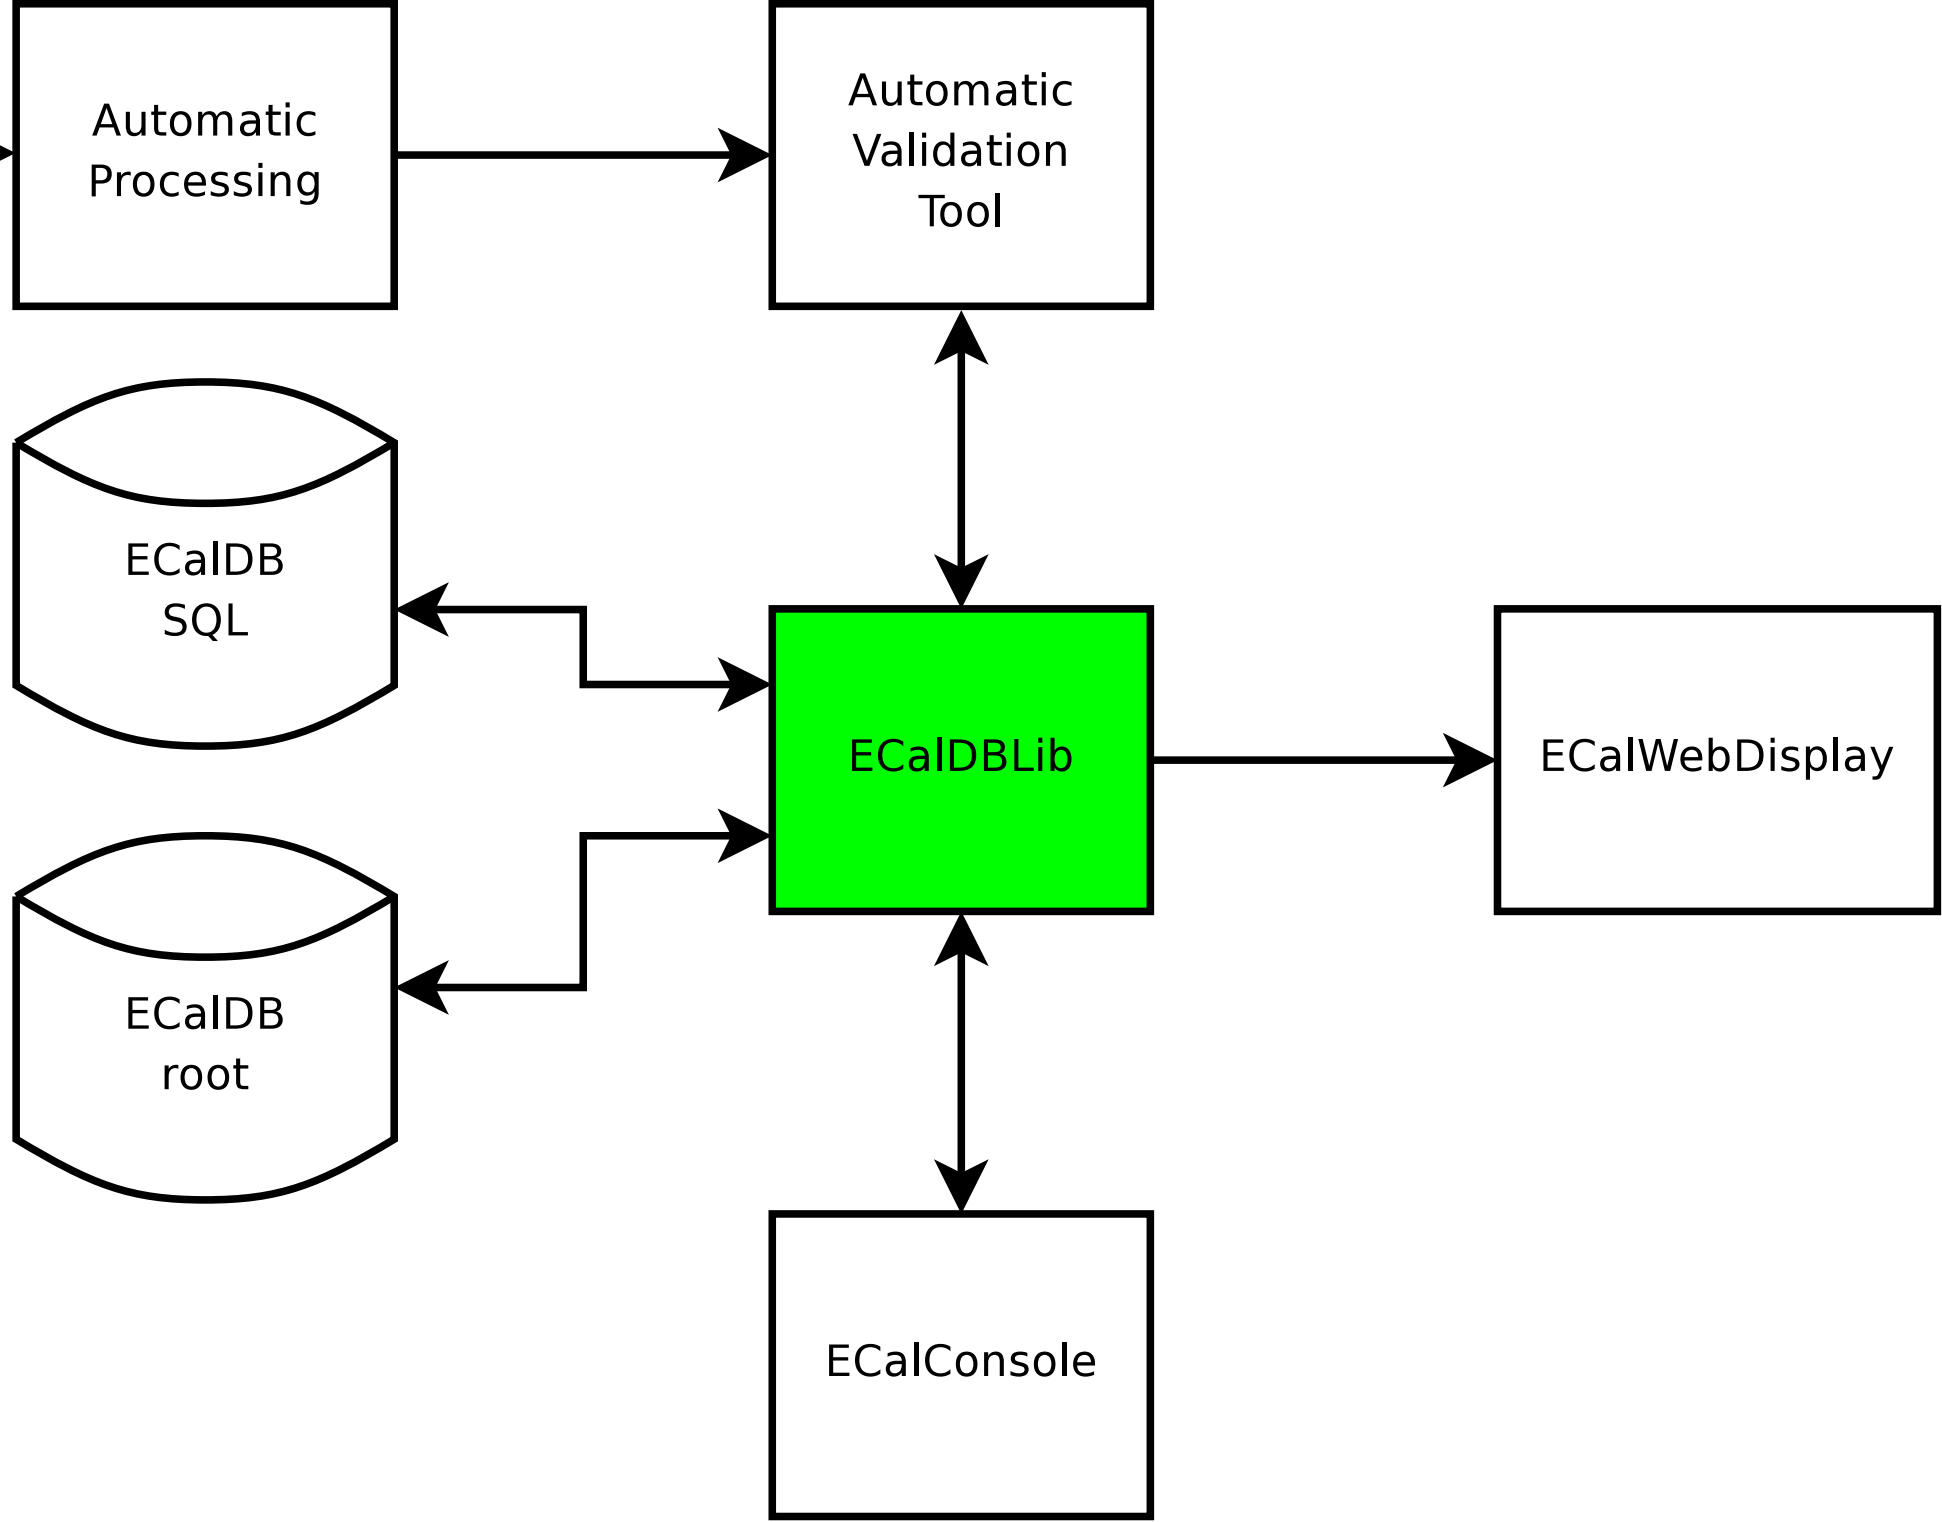 Automatic
Processing
Automatic
Validation
Tool
ECalDB
SQL
ECalDBLib
ECalWebDisplay
ECalDB
root
ECalConsole